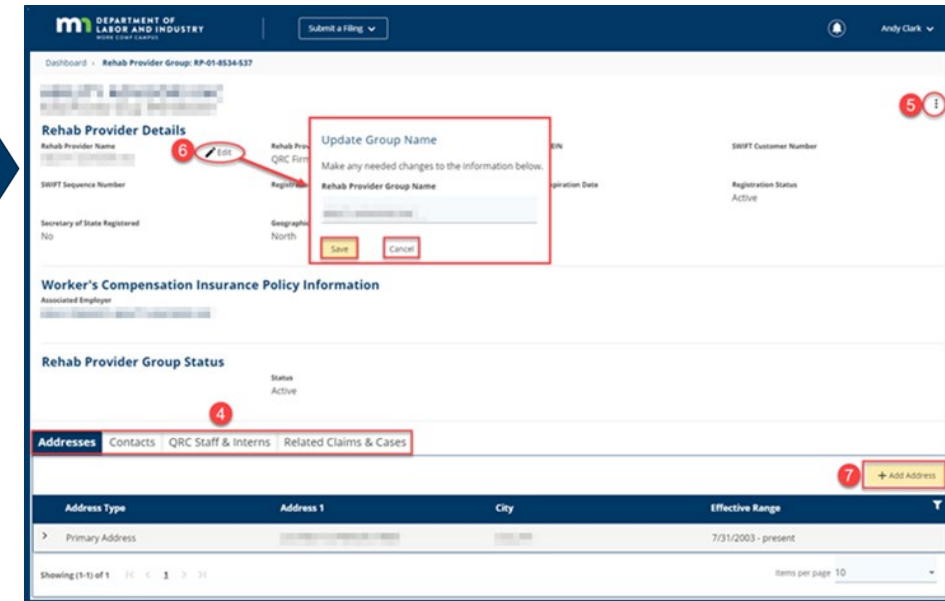 DEPARTMENT OF
LABOR AND INDUSTRY
WORK COMP CAMPUS
Submit a Filing
Andy Clark
Dashboard › Rehab Provider Group: RP-01-8534-537
5
Rehab Provider Details
Rehab Provider Name
6
Edit
Rehab Prov
QRC Firm
EIN
SWIFT Customer Number
Update Group Name
Make any needed changes to the information below.
Rehab Provider Group Name
Save
Cancel
SWIFT Sequence Number
Registra
piration Date
Registration Status
Active
Secretary of State Registered
No
Geographic
North
Worker's Compensation Insurance Policy Information
Associated Employer
Rehab Provider Group Status
Status
Active
4
Addresses Contacts QRC Staff & Interns Related Claims & Cases
7
+ Add Address
Address Type Address 1 City Effective Range
Primary Address 7/31/2003 - present
Showing (1-1) of 1 |< < 1 > >| Items per page 10